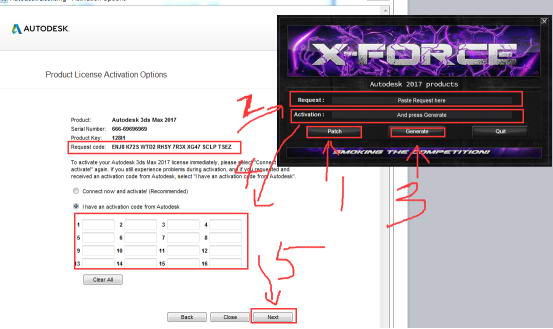 AUTODESK
Product License Activation Options
Product: Autodesk 3ds Max 2017
Serial Number: 666-69696969
Product Key: 128I1
Request code: ENJ8 K72S WTD2 RHSY 7R3X XG47 SCLP TSEZ
To activate your Autodesk 3ds Max 2017 license immediately, please select "Connect
activate!" again. If you still experience problems during activation, and if you requested and
received an activation code from Autodesk, select "I have an activation code from Autodesk".
Connect now and activate! (Recommended)
I have an activation code from Autodesk
1 2 3 4
5 6 7 8
9 10 11 12
13 14 15 16
Clear All
Back Close Next
X-FORCE
Autodesk 2017 products
Request : Paste Request here
Activation : And press Generate
Patch Generate Quit
SMOKING THE COMPETITION!
2
1
3
5